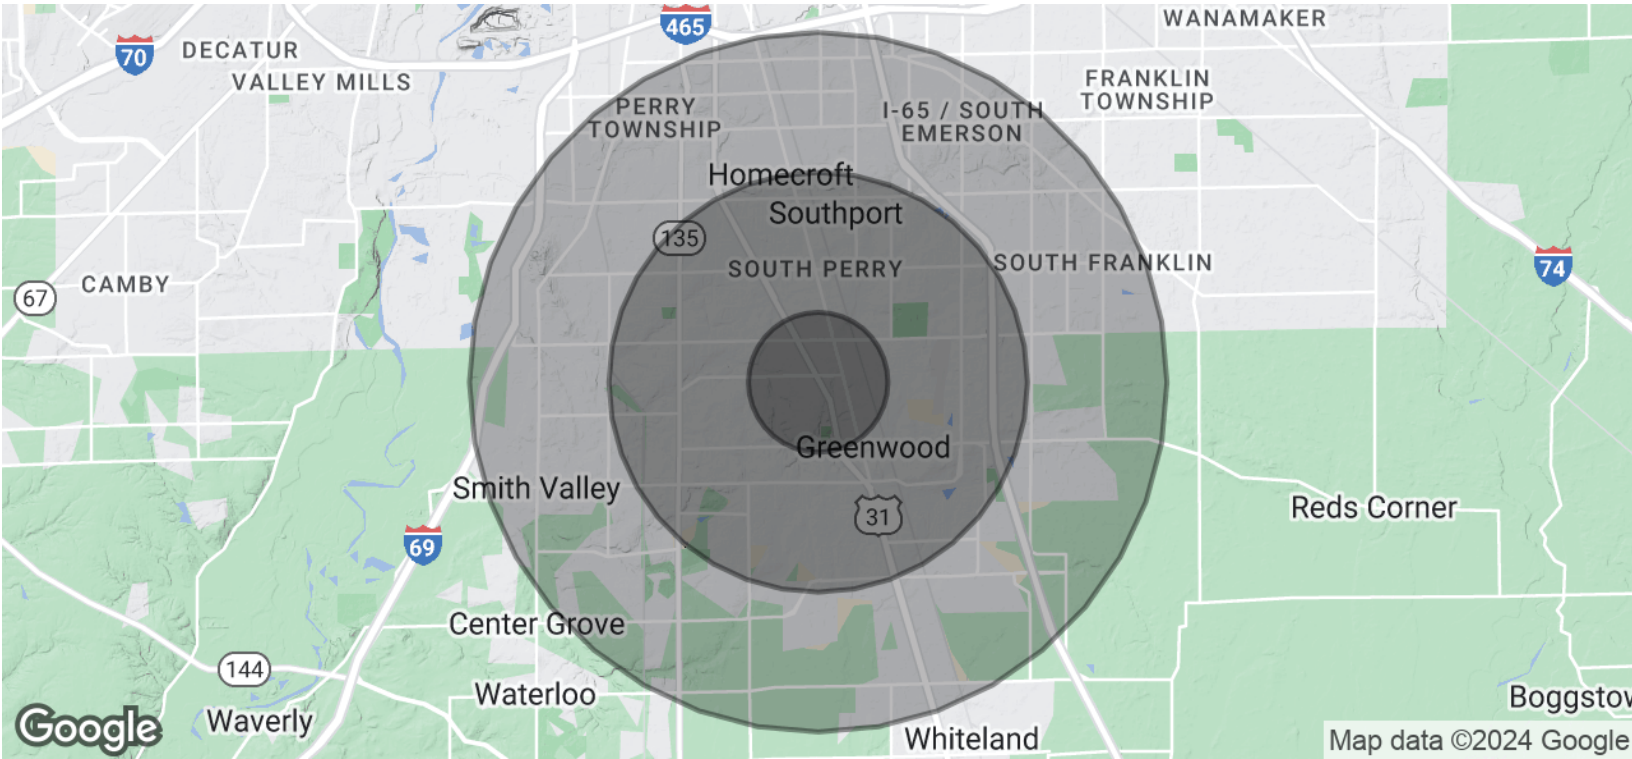 WANAMAKER
465
70
DECATUR
VALLEY MILLS
FRANKLIN
TOWNSHIP
PERRY
TOWNSHIP
I-65 / SOUTH
EMERSON
Homecroft
Southport
135
SOUTH PERRY
SOUTH FRANKLIN
74
CAMBY
67
Greenwood
Smith Valley
Reds Corner
31
69
Center Grove
144
Waterloo
Boggstow
Waverly
Google
Whiteland
Map data ©2024 Google